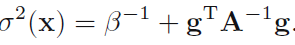 σ²(𝐱) = β⁻¹ + 𝐠ᵀ𝐀⁻¹𝐠.